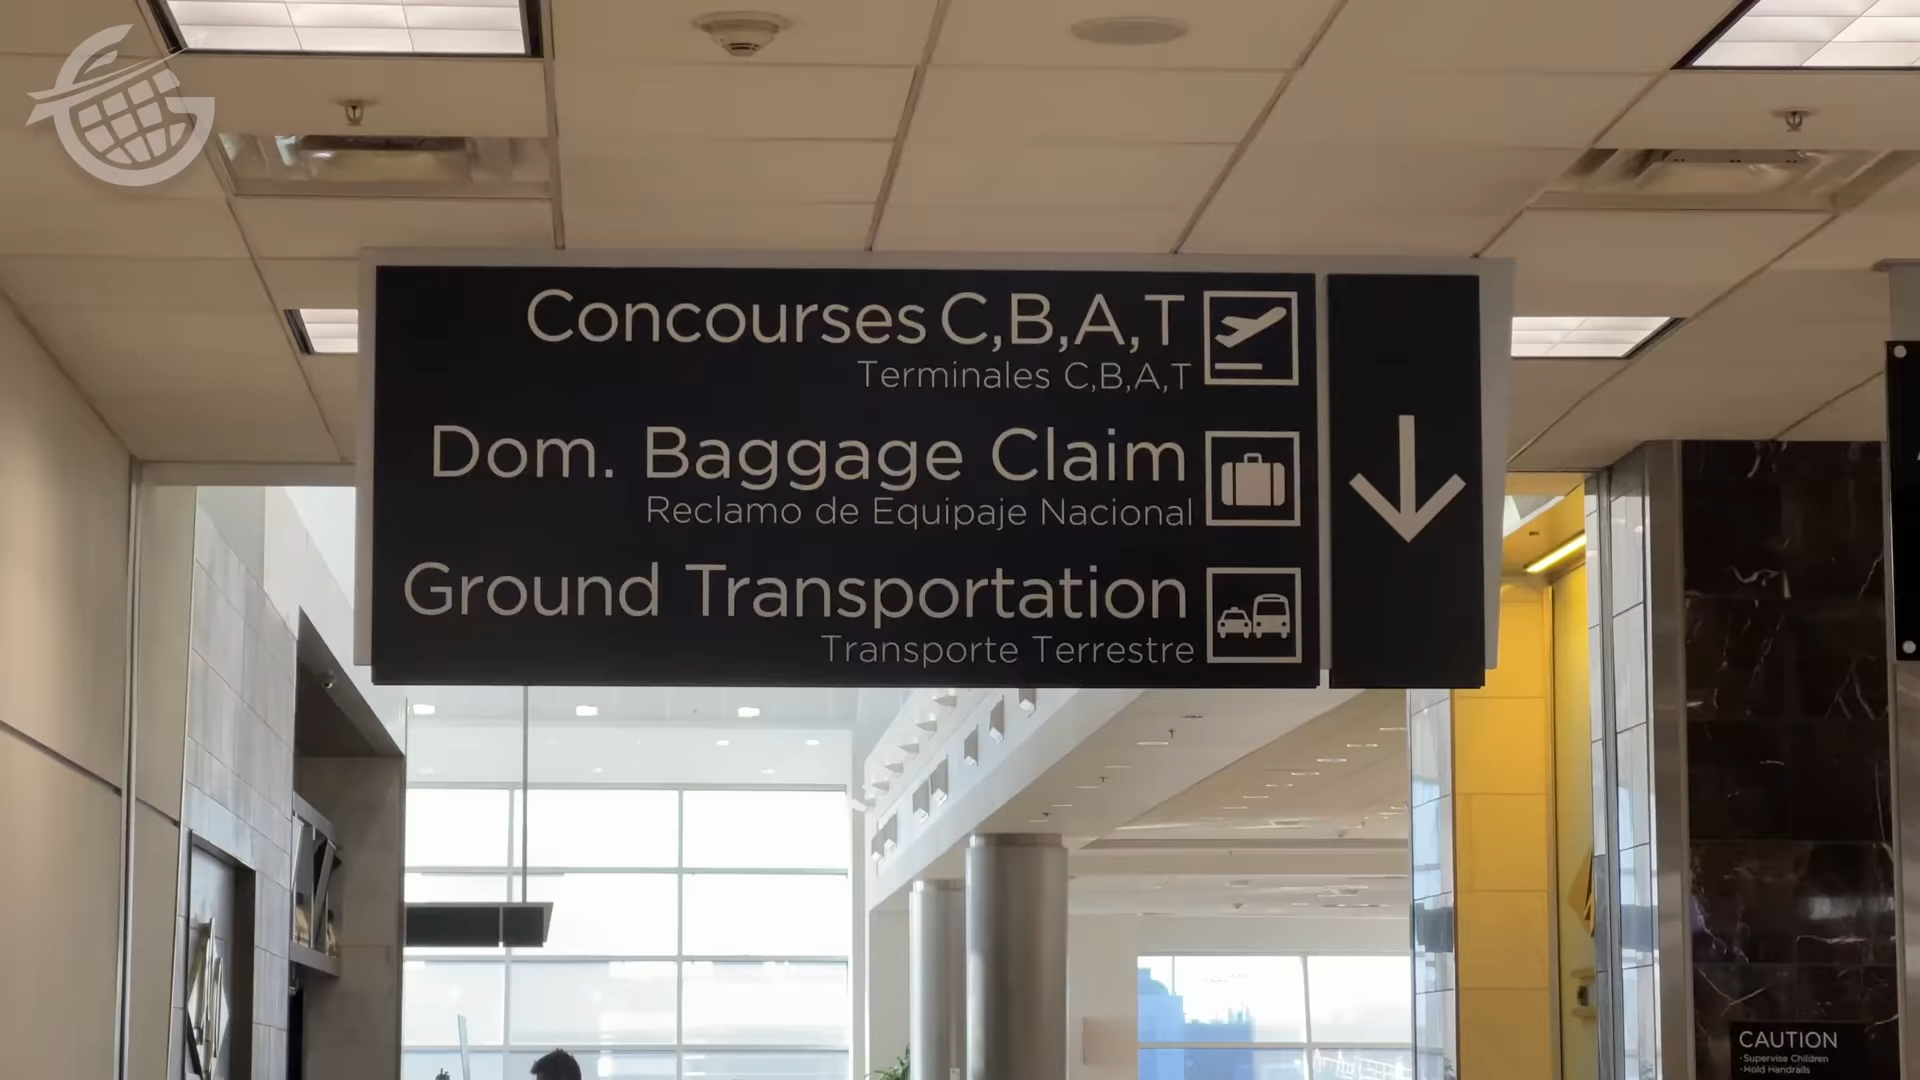 Concourses C,B,A,T
Terminales C,B,A,T
Dom. Baggage Claim
Reclamo de Equipaje Nacional
Ground Transportation
Transporte Terrestre
CAUTION
·Supervise Children
·Hold Handrails